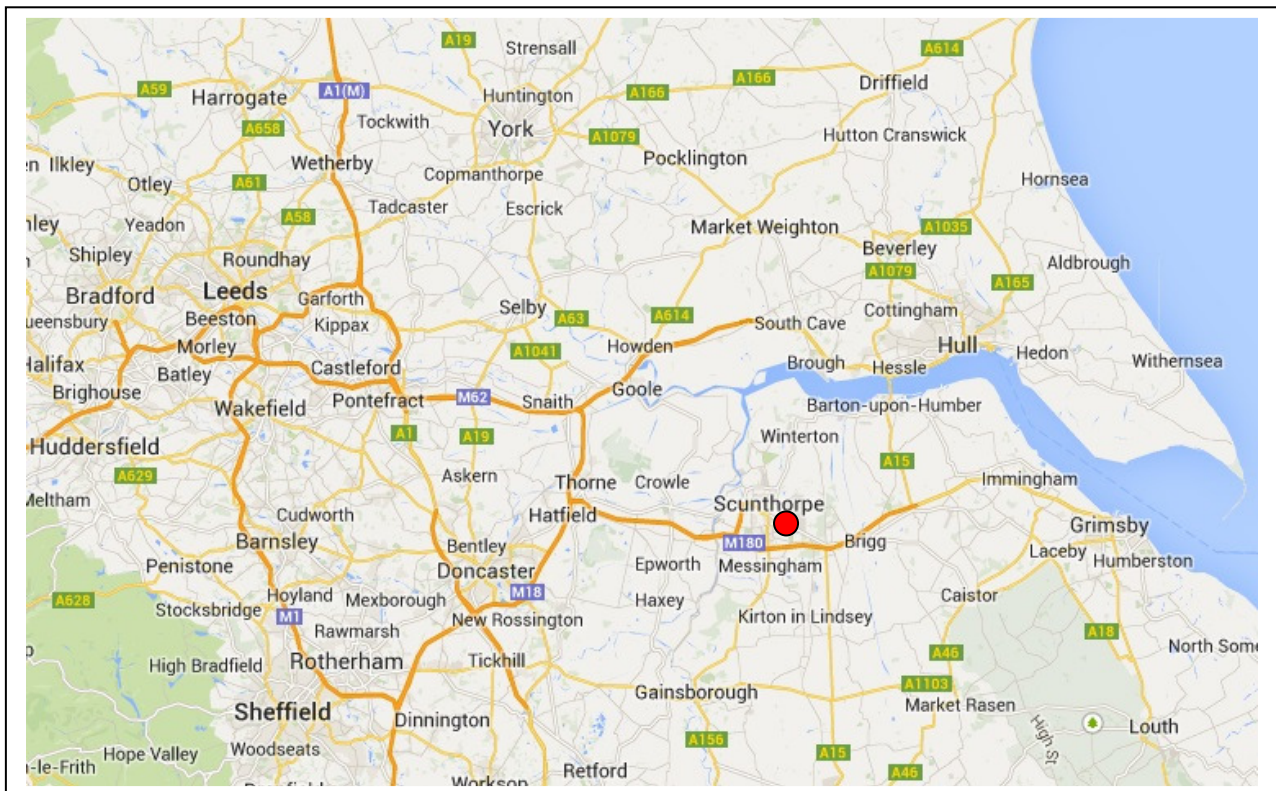 A19
Strensall
A614
A166
Driffield
A59
Harrogate
A1(M)
Huntington
A166
Tockwith
York
A658
A1079
Hutton Cranswick
Wetherby
Pocklington
en Ilkley
Otley
A61
Copmanthorpe
Hornsea
Tadcaster
Escrick
A58
Market Weighton
A1035
Yeadon
Beverley
Shipley
Roundhay
A1079
Aldbrough
A165
Bradford
Leeds
Garforth
Selby
Cottingham
Beeston
Kippax
A63
A614
South Cave
Hull
Morley
A1041
Howden
Hedon
Halifax
Batley
Castleford
Brough
Hessle
Withernsea
Brighouse
Goole
Wakefield
Pontefract
M62
Snaith
Barton-upon-Humber
A1
A19
Winterton
Huddersfield
A15
A629
Askern
Thorne
Crowle
Immingham
Meltham
Cudworth
Scunthorpe
Hatfield
Grimsby
Barnsley
Bentley
M180
Brigg
Laceby
Humberston
Penistone
Doncaster
Epworth
Messingham
A628
Hoyland
Mexborough
M18
Haxey
Caistor
Stocksbridge
M1
New Rossington
Kirton in Lindsey
Rawmarsh
A18
High Bradfield
Rotherham
Tickhill
A46
North Some
Gainsborough
A1103
Market Rasen
Sheffield
Dinnington
High St
Louth
Woodseats
A156
A15
Hope Valley
-le-Frith
Retford
A46
Worksop